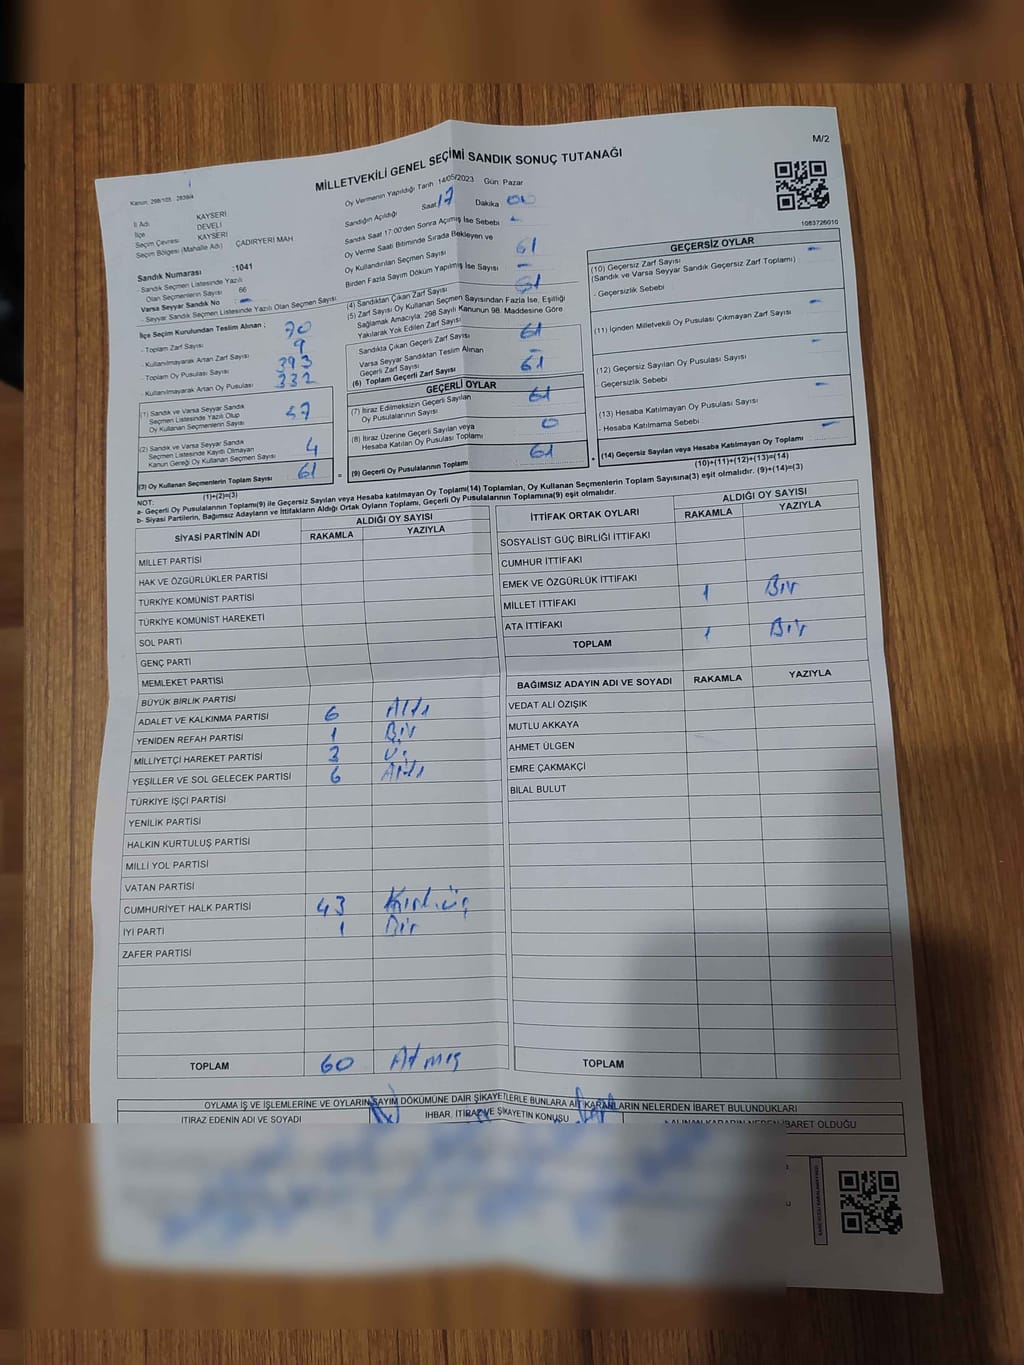 M/2
MİLLETVEKİLİ GENEL SEÇİMİ SANDIK SONUÇ TUTANAĞI
1083726010
İl Adı KAYSERİ
İlçe DEVELİ
Seçim Çevresi KAYSERİ
Seçim Bölgesi (Mahalle Adı) ÇADIRYERİ MAH
Sandık Numarası :1041
- Sandık Seçmen Listesinde Yazılı
Olan Seçmenlerin Sayısı 66
Varsa Seyyar Sandık No -
- Seyyar Sandık Seçmen Listesinde Yazılı Olan Seçmen Sayısı
İlçe Seçim Kurulundan Teslim Alınan ;
- Toplam Zarf Sayısı 70
- Kullanılmayarak Artan Zarf Sayısı 9
- Toplam Oy Pusulası Sayısı 393
- Kullanılmayarak Artan Oy Pusulası 332
(1) Sandık ve Varsa Seyyar Sandık
Seçmen Listesinde Yazılı Olup
Oy Kullanan Seçmenlerin Sayısı 57
(2) Sandık ve Varsa Seyyar Sandık
Seçmen Listesinde Kayıtlı Olmayan
Kanun Gereği Oy Kullanan Seçmen Sayısı 4
(3) Oy Kullanan Seçmenlerin Toplam Sayısı 61
(1)+(2)=(3)
Oy Vermenin Yapıldığı Tarih :14/05/2023 Gün: Pazar
Sandığın Açıldığı Saat 17 Dakika 00
Sandık Saat 17:00'den Sonra Açılmış İse Sebebi -
Oy Verme Saati Bitiminde Sırada Bekleyen ve
Oy Kullandırılan Seçmen Sayısı 61
Birden Fazla Sayım Döküm Yapılmış İse Sayısı -
(4) Sandıktan Çıkan Zarf Sayısı 61
(5) Zarf Sayısı Oy Kullanan Seçmen Sayısından Fazla İse, Eşitliği
Sağlamak Amacıyla; 298 Sayılı Kanunun 98. Maddesine Göre
Yakılarak Yok Edilen Zarf Sayısı
Sandıkta Çıkan Geçerli Zarf Sayısı 61
Varsa Seyyar Sandıktan Teslim Alınan
Geçerli Zarf Sayısı -
(6) Toplam Geçerli Zarf Sayısı 61
GEÇERLİ OYLAR
(7) İtiraz Edilmeksizin Geçerli Sayılan
Oy Pusulalarının Sayısı 61
(8) İtiraz Üzerine Geçerli Sayılan veya
Hesaba Katılan Oy Pusulası Toplamı 0
= (9) Geçerli Oy Pusulalarının Toplamı 61 +
GEÇERSİZ OYLAR
(10) Geçersiz Zarf Sayısı -
(Sandık ve Varsa Seyyar Sandık Geçersiz Zarf Toplamı)
- Geçersizlik Sebebi
(11) İçinden Milletvekili Oy Pusulası Çıkmayan Zarf Sayısı -
(12) Geçersiz Sayılan Oy Pusulası Sayısı -
Geçersizlik Sebebi
(13) Hesaba Katılmayan Oy Pusulası Sayısı -
- Hesaba Katılmama Sebebi
(14) Geçersiz Sayılan veya Hesaba Katılmayan Oy Toplamı -
(10)+(11)+(12)+(13)=(14)
NOT:
a- Geçerli Oy Pusulalarının Toplamı(9) ile Geçersiz Sayılan veya Hesaba katılmayan Oy Toplamı(14) Toplamları, Oy Kullanan Seçmenlerin Toplam Sayısına(3) eşit olmalıdır. (9)+(14)=(3)
b- Siyasi Partilerin, Bağımsız Adayların ve İttifakların Aldığı Ortak Oyların Toplamı, Geçerli Oy Pusulalarının Toplamına(9) eşit olmalıdır.
SİYASİ PARTİNİN ADI ALDIĞI OY SAYISI
RAKAMLA YAZIYLA
MİLLET PARTİSİ
HAK VE ÖZGÜRLÜKLER PARTİSİ
TÜRKİYE KOMÜNİST PARTİSİ
TÜRKİYE KOMÜNİST HAREKETİ
SOL PARTİ
GENÇ PARTİ
MEMLEKET PARTİSİ
BÜYÜK BİRLİK PARTİSİ
ADALET VE KALKINMA PARTİSİ 6 Altı
YENİDEN REFAH PARTİSİ 1 Bir
MİLLİYETÇİ HAREKET PARTİSİ 3 Üç
YEŞİLLER VE SOL GELECEK PARTİSİ 6 Altı
TÜRKİYE İŞÇİ PARTİSİ
YENİLİK PARTİSİ
HALKIN KURTULUŞ PARTİSİ
MİLLİ YOL PARTİSİ
VATAN PARTİSİ
CUMHURİYET HALK PARTİSİ 43 Kırk üç
İYİ PARTİ 1 Bir
ZAFER PARTİSİ
TOPLAM 60 Atmış
İTTİFAK ORTAK OYLARI ALDIĞI OY SAYISI
RAKAMLA YAZIYLA
SOSYALİST GÜÇ BİRLİĞİ İTTİFAKI
CUMHUR İTTİFAKI
EMEK VE ÖZGÜRLÜK İTTİFAKI
MİLLET İTTİFAKI 1 Bir
ATA İTTİFAKI
TOPLAM 1 Bir
BAĞIMSIZ ADAYIN ADI VE SOYADI RAKAMLA YAZIYLA
VEDAT ALİ ÖZIŞIK
MUTLU AKKAYA
AHMET ÜLGEN
EMRE ÇAKMAKÇİ
BİLAL BULUT
TOPLAM
OYLAMA İŞ VE İŞLEMLERİNE VE OYLARIN SAYIM DÖKÜMÜNE DAİR ŞİKAYETLERLE BUNLARA AİT KARARLARIN NELERDEN İBARET BULUNDUKLARI
İTİRAZ EDENİN ADI VE SOYADI
İHBAR, İTİRAZ VE ŞİKAYETİN KONUSU
ALINAN KARARIN NEDEN İBARET OLDUĞU